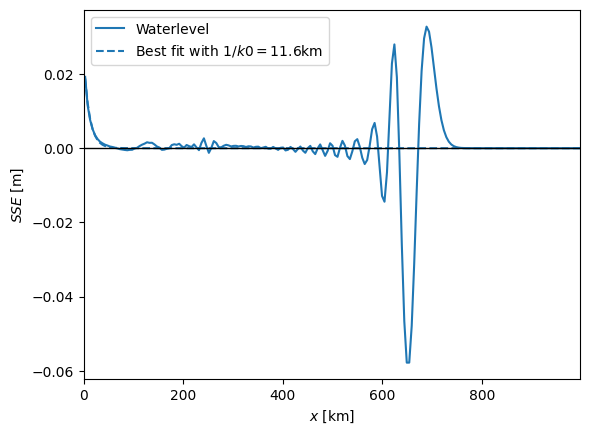 Waterlevel
Best fit with 1/k0 = 11.6km
0.02
0.00
−0.02
−0.04
−0.06
SSE [m]
0
200
400
600
800
x [km]